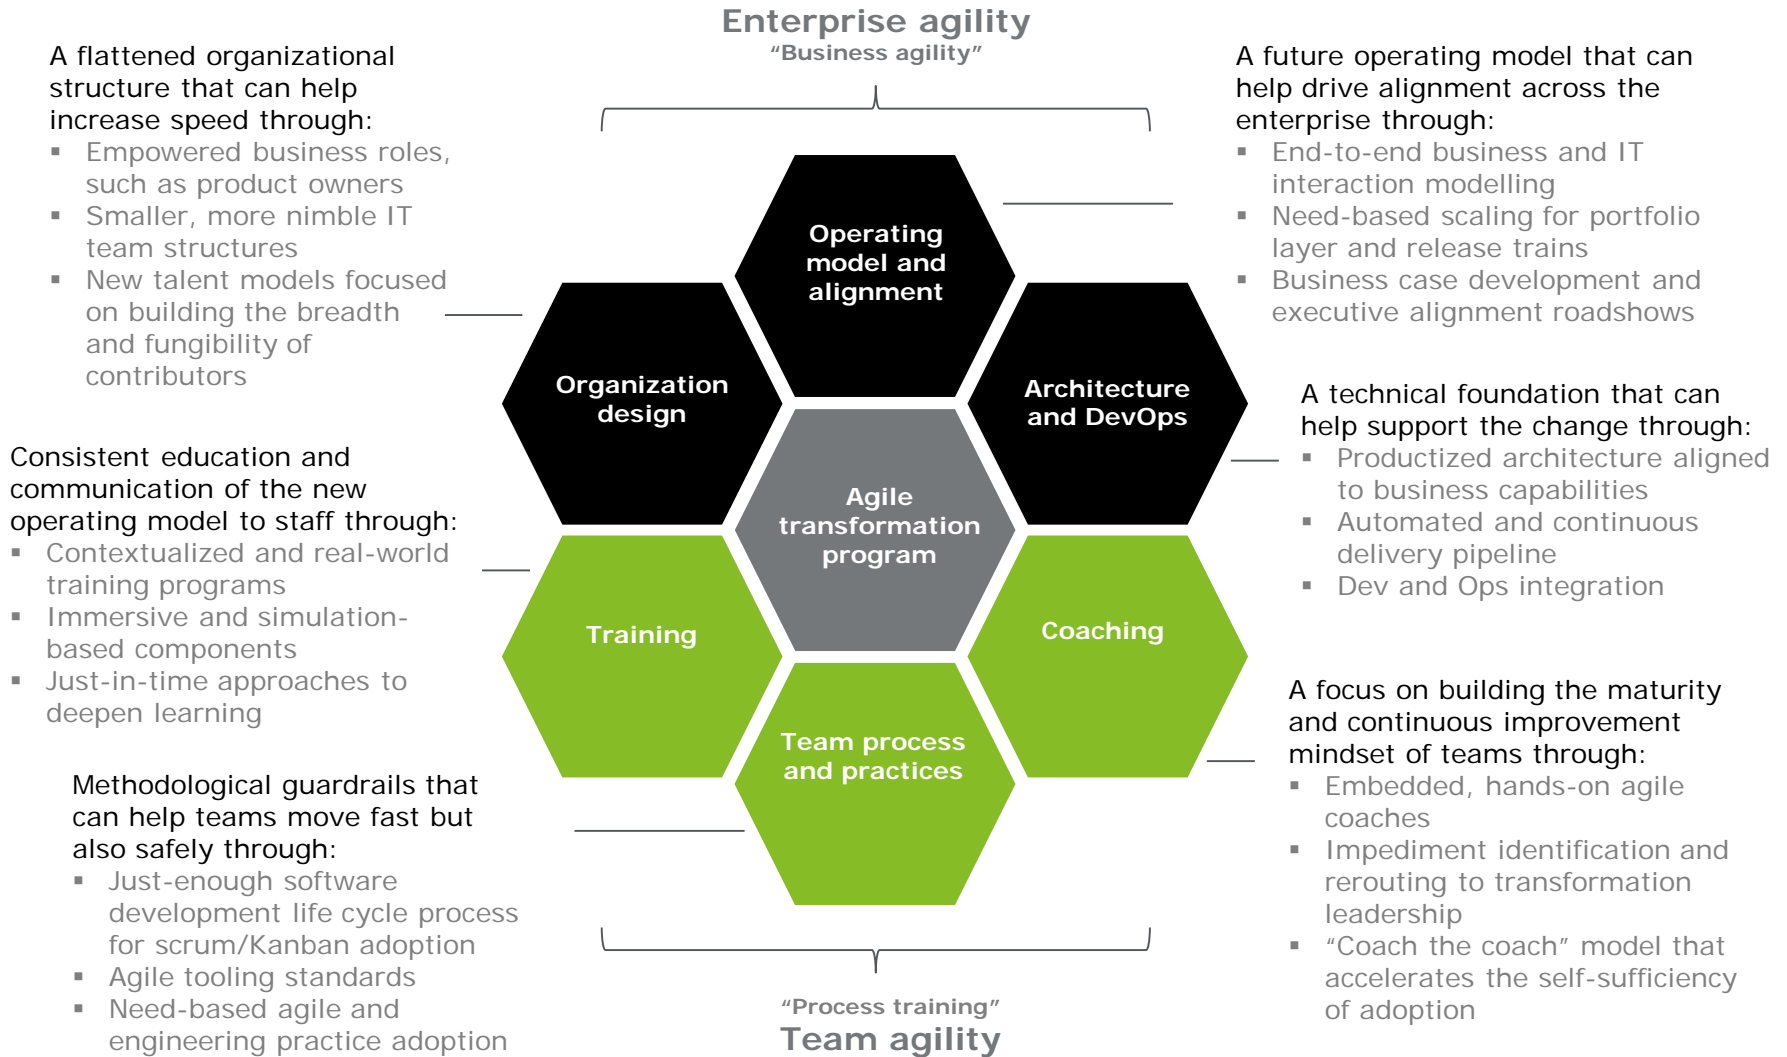 Enterprise agility
“Business agility”
A flattened organizational
structure that can help
increase speed through:
▪ Empowered business roles,
such as product owners
▪ Smaller, more nimble IT
team structures
▪ New talent models focused
on building the breadth
and fungibility of
contributors
A future operating model that can
help drive alignment across the
enterprise through:
▪ End-to-end business and IT
interaction modelling
▪ Need-based scaling for portfolio
layer and release trains
▪ Business case development and
executive alignment roadshows
Operating
model and
alignment
Organization
design
Architecture
and DevOps
Agile
transformation
program
Training
Coaching
Team process
and practices
Consistent education and
communication of the new
operating model to staff through:
▪ Contextualized and real-world
training programs
▪ Immersive and simulation-
based components
▪ Just-in-time approaches to
deepen learning
A technical foundation that can
help support the change through:
▪ Productized architecture aligned
to business capabilities
▪ Automated and continuous
delivery pipeline
▪ Dev and Ops integration
Methodological guardrails that
can help teams move fast but
also safely through:
▪ Just-enough software
development life cycle process
for scrum/Kanban adoption
▪ Agile tooling standards
▪ Need-based agile and
engineering practice adoption
A focus on building the maturity
and continuous improvement
mindset of teams through:
▪ Embedded, hands-on agile
coaches
▪ Impediment identification and
rerouting to transformation
leadership
▪ “Coach the coach” model that
accelerates the self-sufficiency
of adoption
“Process training”
Team agility